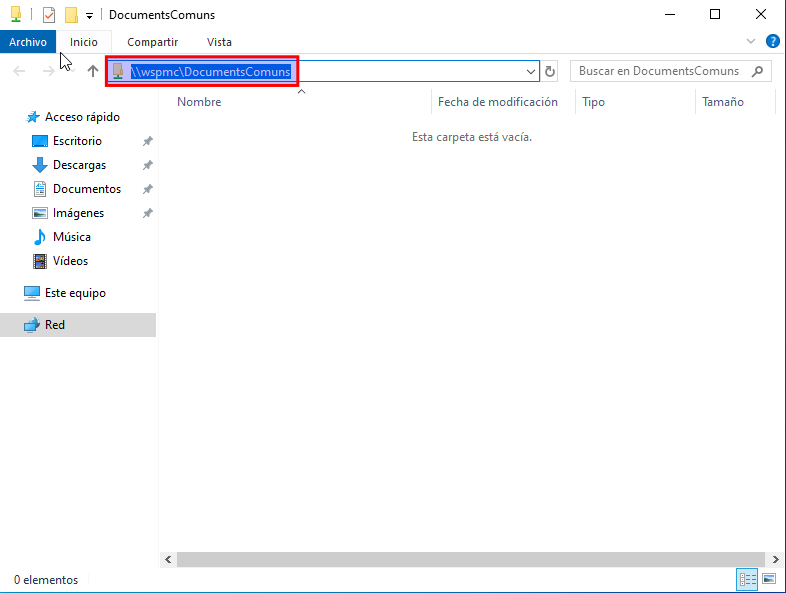 DocumentsComuns
Archivo Inicio Compartir Vista
\\wspmc\DocumentsComuns Buscar en DocumentsComuns
Nombre Fecha de modificación Tipo Tamaño
Esta carpeta está vacía.
Acceso rápido
Escritorio
Descargas
Documentos
Imágenes
Música
Vídeos
Este equipo
Red
0 elementos